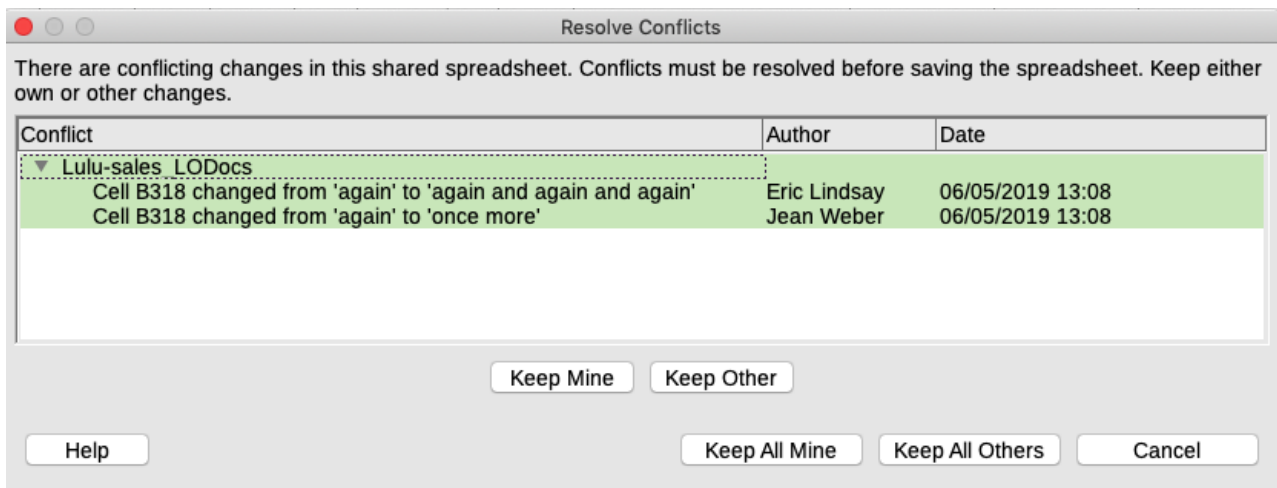 Resolve Conflicts
There are conflicting changes in this shared spreadsheet. Conflicts must be resolved before saving the spreadsheet. Keep either
own or other changes.
Conflict Author Date
Lulu-sales_LODocs
Cell B318 changed from 'again' to 'again and again and again' Eric Lindsay 06/05/2019 13:08
Cell B318 changed from 'again' to 'once more' Jean Weber 06/05/2019 13:08
Keep Mine Keep Other
Help Keep All Mine Keep All Others Cancel